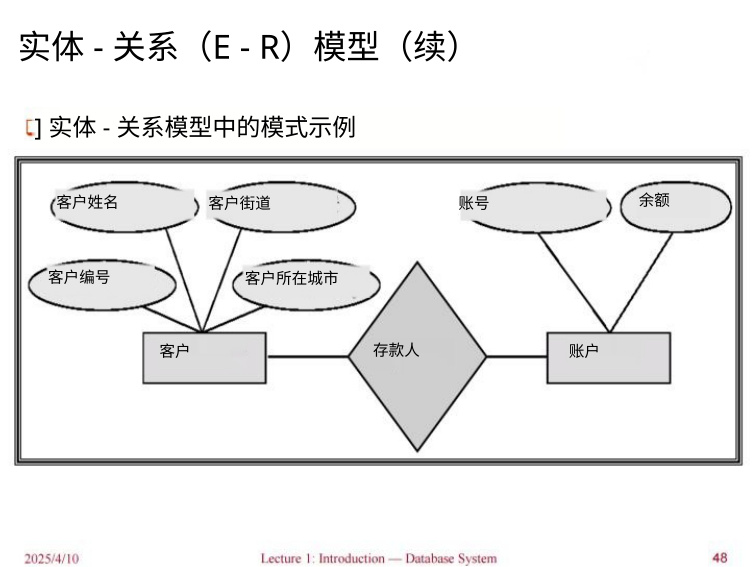 实体 - 关系（E - R）模型（续）
] 实体 - 关系模型中的模式示例
客户姓名 客户街道 账号 余额
客户编号 客户所在城市
客户 存款人 账户
2025/4/10 Lecture 1: Introduction — Database System 48